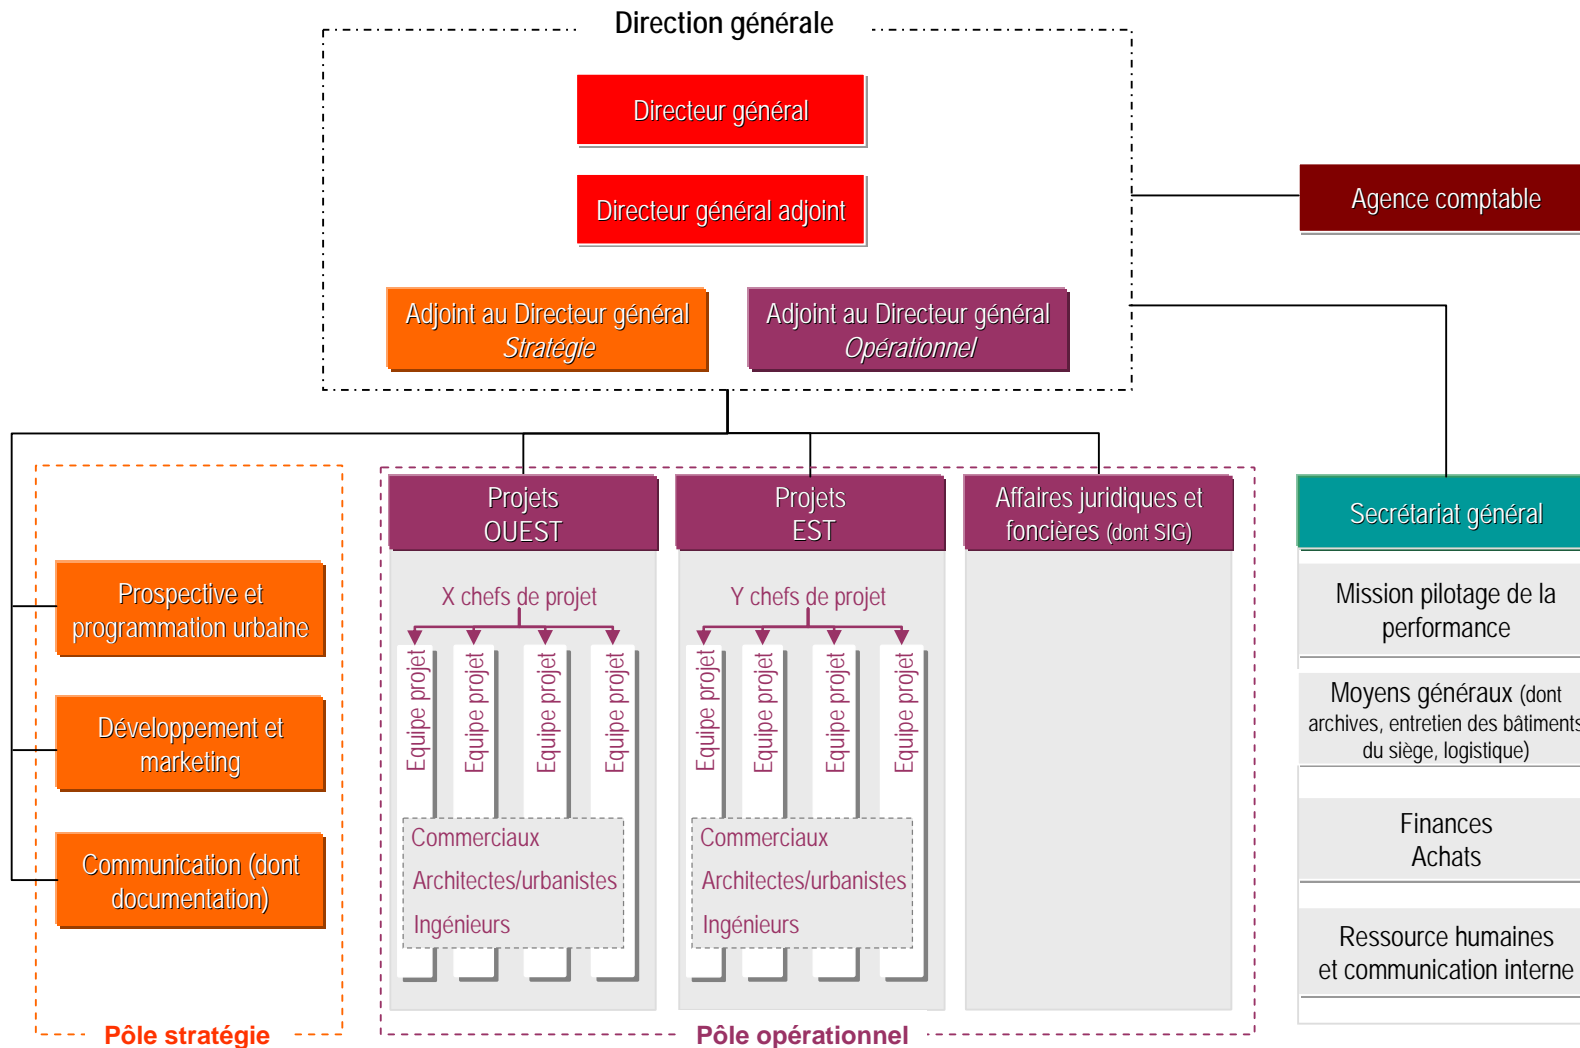 Direction générale
Directeur général
Directeur général adjoint
Agence comptable
Adjoint au Directeur général
Stratégie
Adjoint au Directeur général
Opérationnel
Prospective et
programmation urbaine
Développement et
marketing
Communication (dont
documentation)
Pôle stratégie
Projets
OUEST
X chefs de projet
Equipe projet
Equipe projet
Equipe projet
Equipe projet
Commerciaux
Architectes/urbanistes
Ingénieurs
Projets
EST
Y chefs de projet
Equipe projet
Equipe projet
Equipe projet
Equipe projet
Commerciaux
Architectes/urbanistes
Ingénieurs
Affaires juridiques et
foncières (dont SIG)
Pôle opérationnel
Secrétariat général
Mission pilotage de la
performance
Moyens généraux (dont
archives, entretien des bâtiments
du siège, logistique)
Finances
Achats
Ressource humaines
et communication interne